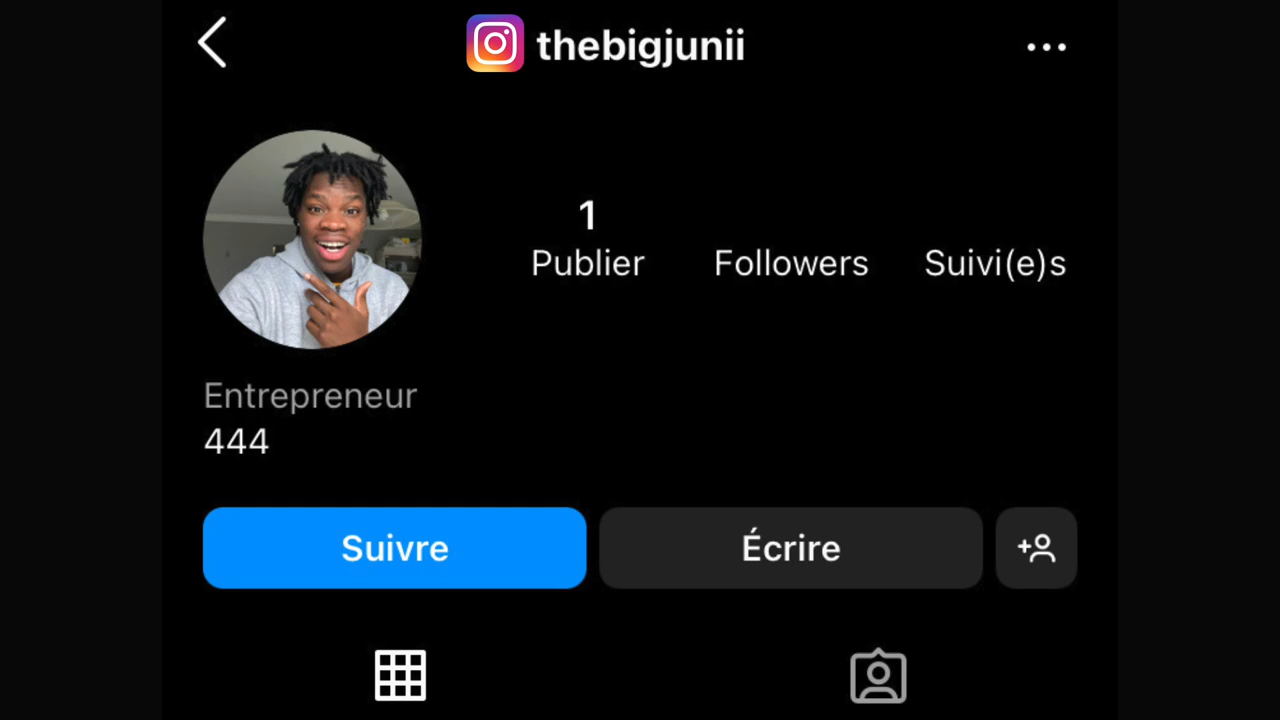 thebigjunii
1
Publier
Followers
Suivi(e)s
Entrepreneur
444
Suivre
Écrire